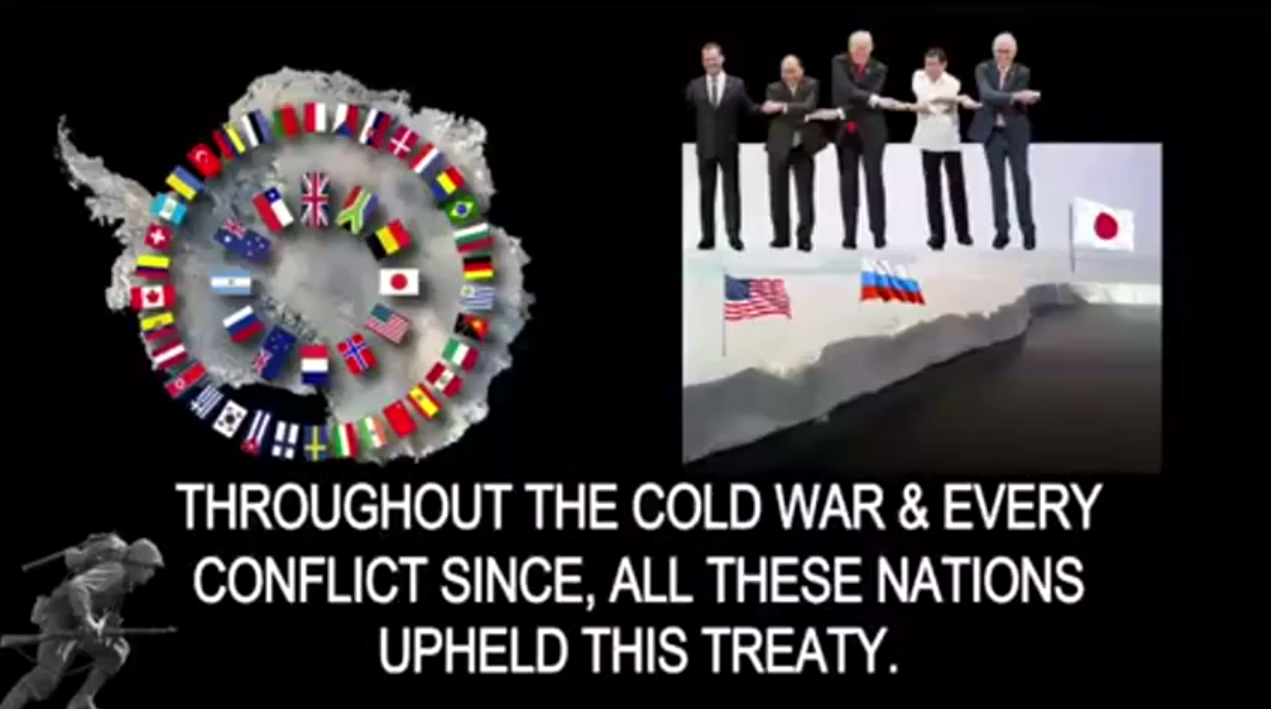 THROUGHOUT THE COLD WAR & EVERY
CONFLICT SINCE, ALL THESE NATIONS
UPHELD THIS TREATY.